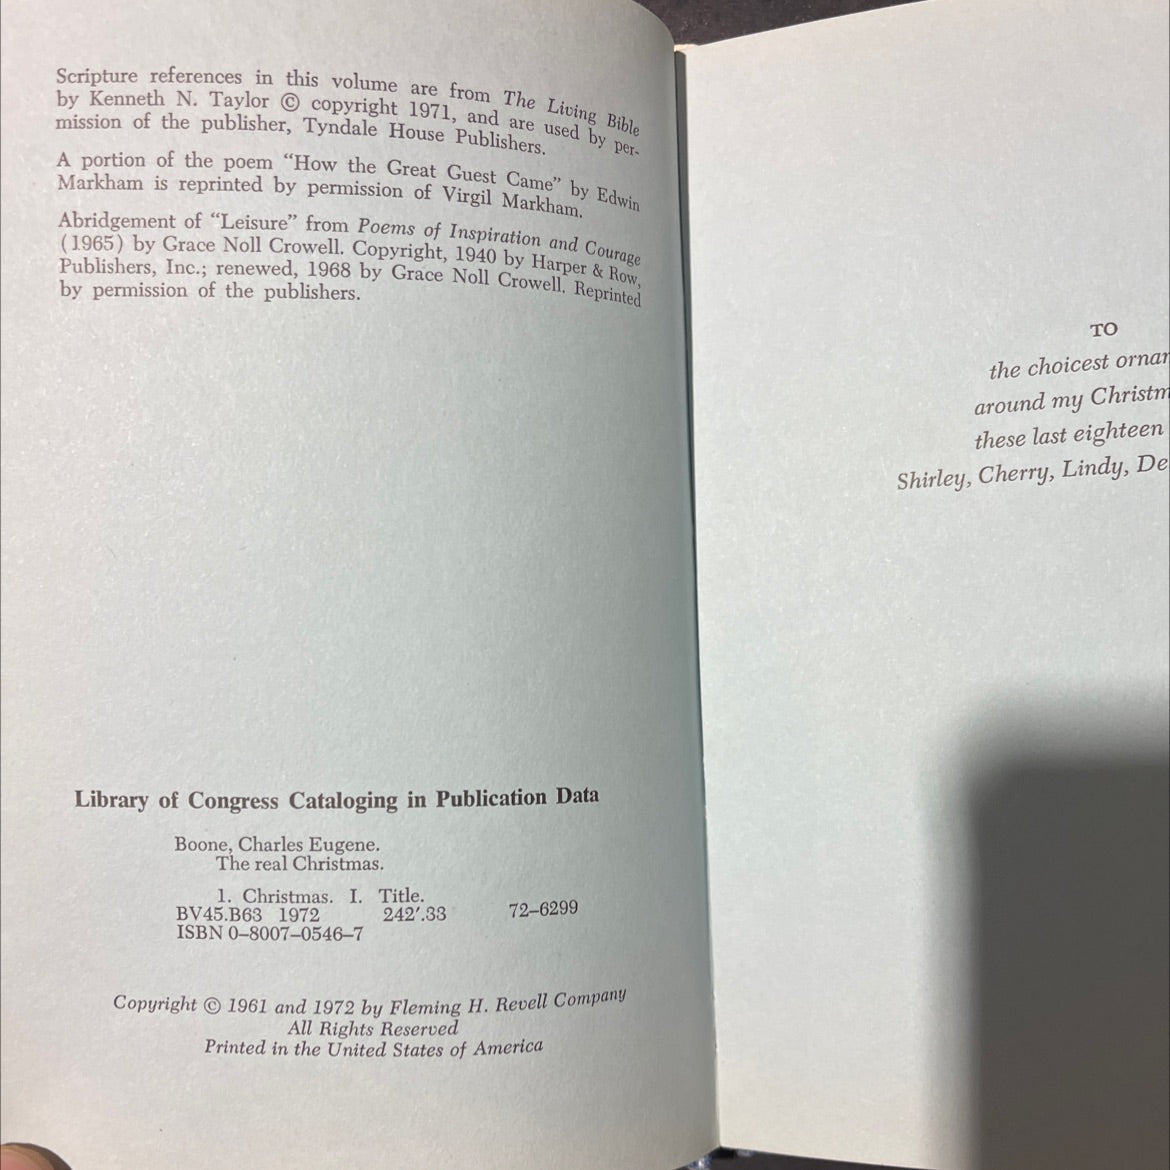 Scripture references in this volume are from The Living Bible
by Kenneth N. Taylor © copyright 1971, and are used by per-
mission of the publisher, Tyndale House Publishers.
A portion of the poem “How the Great Guest Came” by Edwin
Markham is reprinted by permission of Virgil Markham.
Abridgement of “Leisure” from Poems of Inspiration and Courage
(1965) by Grace Noll Crowell. Copyright, 1940 by Harper & Row,
Publishers, Inc.; renewed, 1968 by Grace Noll Crowell. Reprinted
by permission of the publishers.
Library of Congress Cataloging in Publication Data
Boone, Charles Eugene.
The real Christmas.
1. Christmas. I. Title.
BV45.B63 1972 242′.33 72–6299
ISBN 0–8007–0546–7
Copyright © 1961 and 1972 by Fleming H. Revell Company
All Rights Reserved
Printed in the United States of America
TO
the choicest ornar
around my Christm
these last eighteen
Shirley, Cherry, Lindy, De